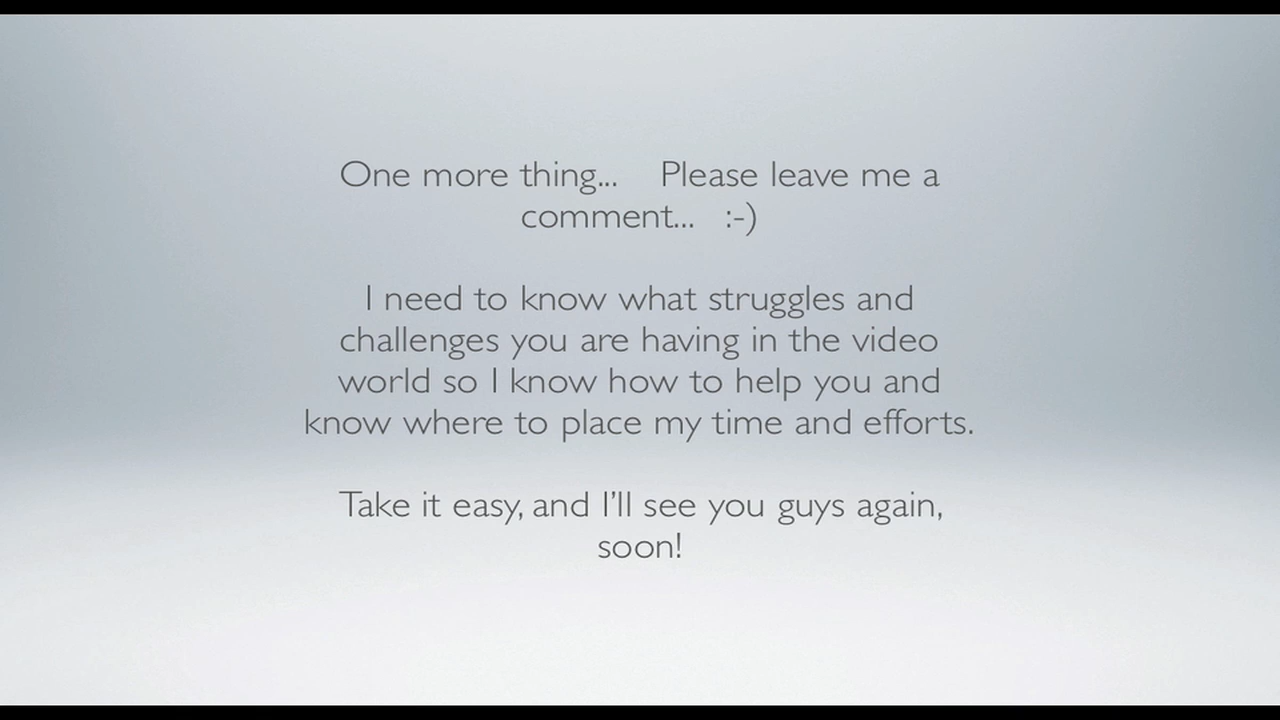 One more thing...    Please leave me a
comment...   :-)
I need to know what struggles and
challenges you are having in the video
world so I know how to help you and
know where to place my time and efforts.
Take it easy, and I’ll see you guys again,
soon!